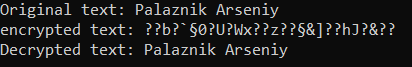 Original text: Palaznik Arseniy
encrypted text: ??b?`§0?U?Wx??z??§&]??hJ?&??
Decrypted text: Palaznik Arseniy